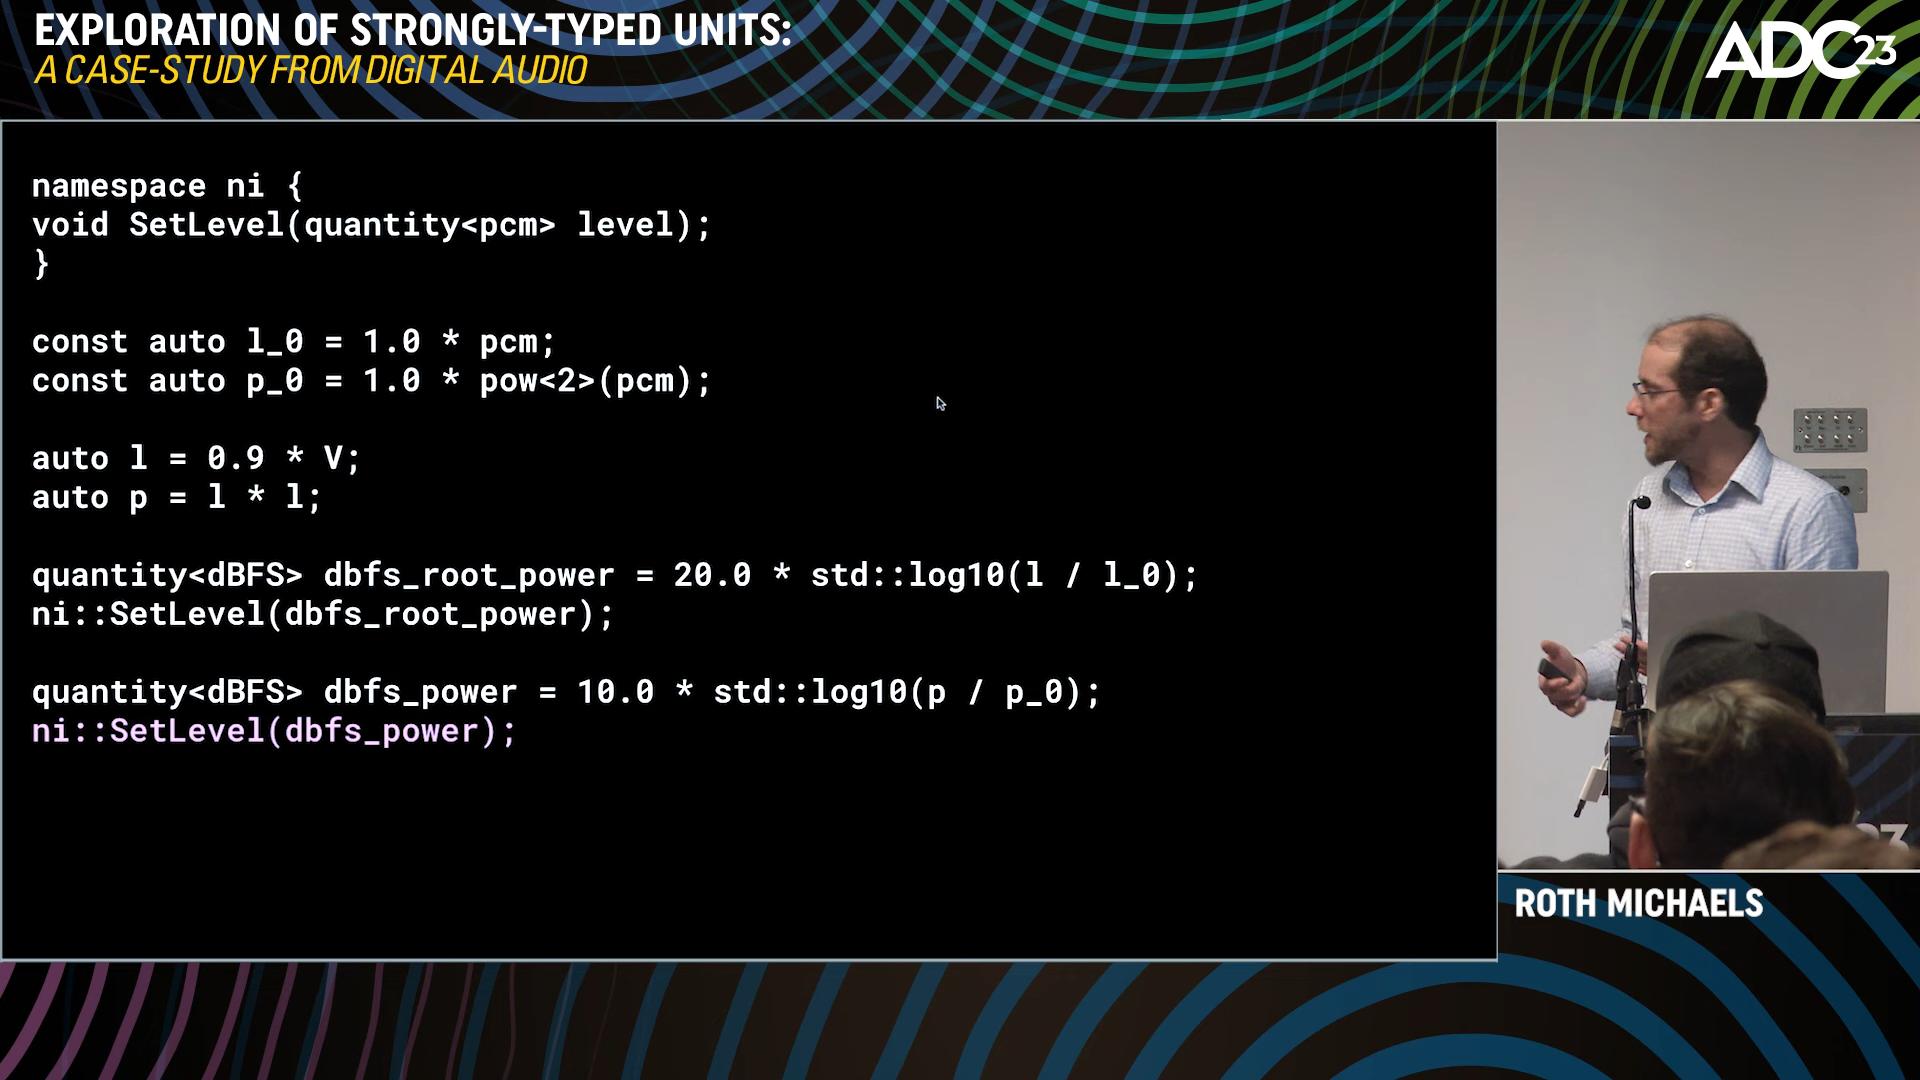 EXPLORATION OF STRONGLY-TYPED UNITS:
A CASE-STUDY FROM DIGITAL AUDIO
ADC23
namespace ni {
void SetLevel(quantity<pcm> level);
}
const auto l_0 = 1.0 * pcm;
const auto p_0 = 1.0 * pow<2>(pcm);
auto l = 0.9 * V;
auto p = l * l;
quantity<dBFS> dbfs_root_power = 20.0 * std::log10(l / l_0);
ni::SetLevel(dbfs_root_power);
quantity<dBFS> dbfs_power = 10.0 * std::log10(p / p_0);
ni::SetLevel(dbfs_power);
ROTH MICHAELS